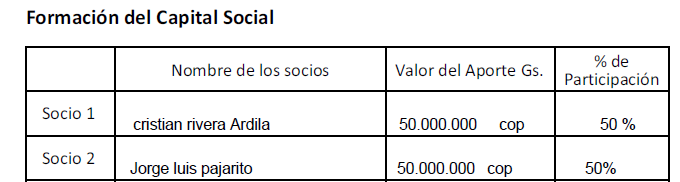 Formación del Capital Social
Nombre de los socios Valor del Aporte Gs. % de Participación
Socio 1 cristian rivera Ardila 50.000.000 cop 50 %
Socio 2 Jorge luis pajarito 50.000.000 cop 50%